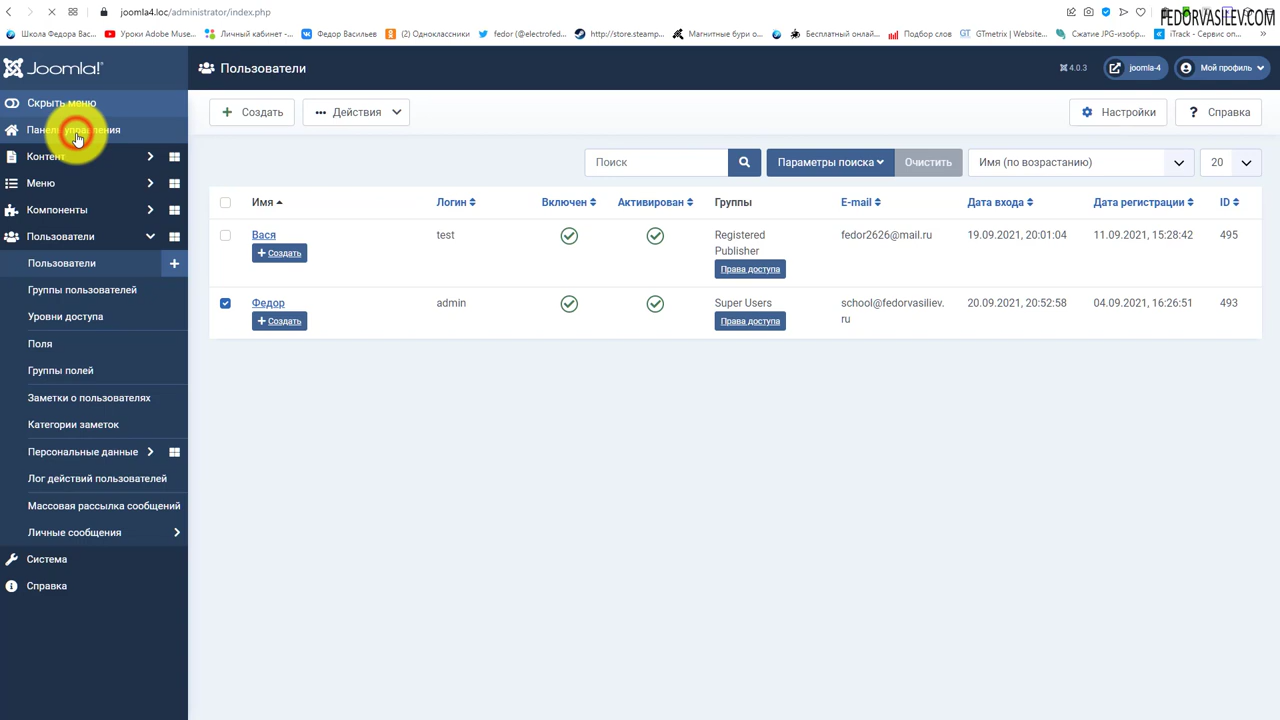 joomla4.loc/administrator/index.php
FEDORVASILEV.COM
Школа Федора Вас...
Уроки Adobe Muse...
Личный кабинет -...
Федор Васильев
(2) Одноклассники
fedor (@electrofed...
http://store.steamp...
Магнитные бури о...
Бесплатный онлай...
Подбор слов
GTmetrix | Website...
Сжатие JPG-изобр...
iTrack - Сервис оп...
Joomla!
Пользователи
4.0.3
joomla-4
Мой профиль
Скрыть меню
Панель управления
Контент
Меню
Компоненты
Пользователи
Пользователи
Группы пользователей
Уровни доступа
Поля
Группы полей
Заметки о пользователях
Категории заметок
Персональные данные
Лог действий пользователей
Массовая рассылка сообщений
Личные сообщения
Система
Справка
Создать
Действия
Настройки
? Справка
Поиск
Параметры поиска
Очистить
Имя (по возрастанию)
20
Имя Логин Включен Активирован Группы E-mail Дата входа Дата регистрации ID
Вася test Registered fedor2626@mail.ru 19.09.2021, 20:01:04 11.09.2021, 15:28:42 495
+ Создать Publisher
Права доступа
Федор admin Super Users school@fedorvasiliev. 20.09.2021, 20:52:58 04.09.2021, 16:26:51 493
+ Создать Права доступа ru